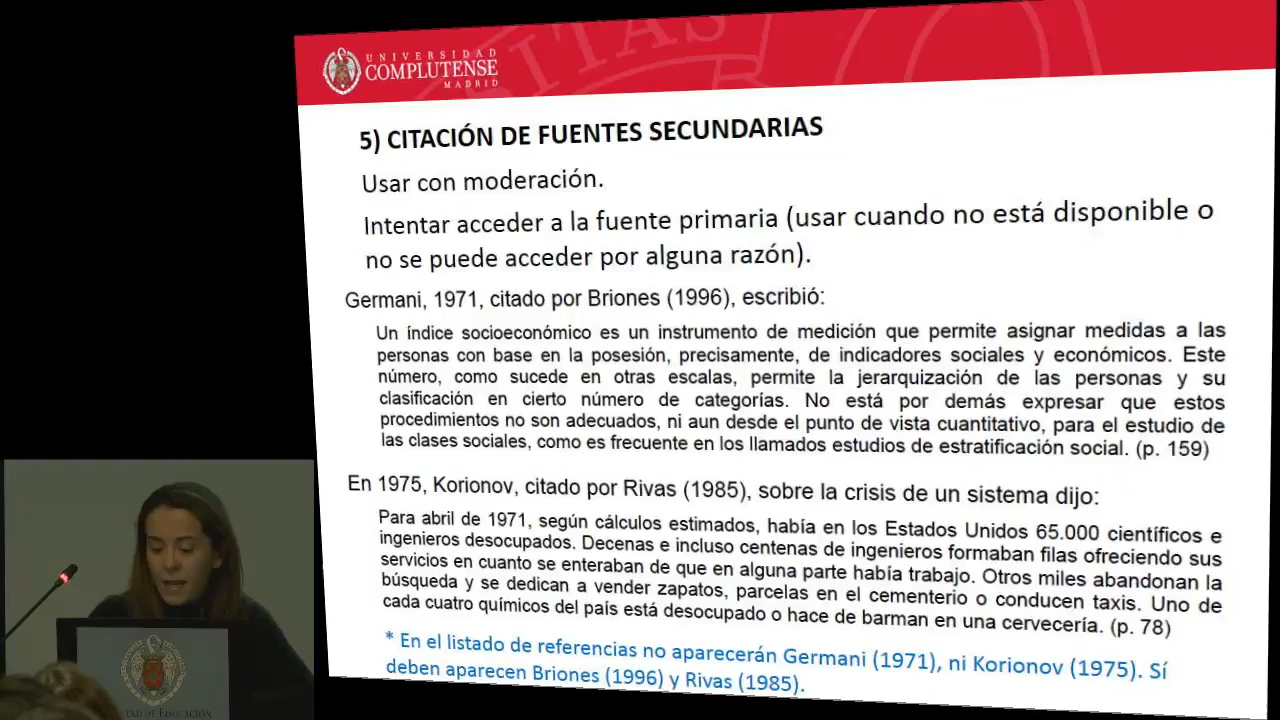 UNIVERSIDAD
COMPLUTENSE
MADRID
5) CITACIÓN DE FUENTES SECUNDARIAS
Usar con moderación.
Intentar acceder a la fuente primaria (usar cuando no está disponible o
no se puede acceder por alguna razón).
Germani, 1971, citado por Briones (1996), escribió:
Un índice socioeconómico es un instrumento de medición que permite asignar medidas a las
personas con base en la posesión, precisamente, de indicadores sociales y económicos. Este
número, como sucede en otras escalas, permite la jerarquización de las personas y su
clasificación en cierto número de categorías. No está por demás expresar que estos
procedimientos no son adecuados, ni aun desde el punto de vista cuantitativo, para el estudio de
las clases sociales, como es frecuente en los llamados estudios de estratificación social. (p. 159)
En 1975, Korionov, citado por Rivas (1985), sobre la crisis de un sistema dijo:
Para abril de 1971, según cálculos estimados, había en los Estados Unidos 65.000 científicos e
ingenieros desocupados. Decenas e incluso centenas de ingenieros formaban filas ofreciendo sus
servicios en cuanto se enteraban de que en alguna parte había trabajo. Otros miles abandonan la
búsqueda y se dedican a vender zapatos, parcelas en el cementerio o conducen taxis. Uno de
cada cuatro químicos del país está desocupado o hace de barman en una cervecería. (p. 78)
* En el listado de referencias no aparecerán Germani (1971), ni Korionov (1975). Sí
deben aparecen Briones (1996) y Rivas (1985).
DE EDUCACIÓN